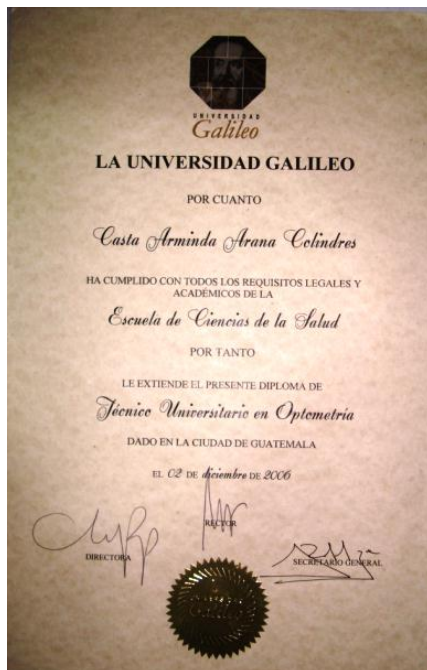 UNIVERSIDAD
Galileo
LA UNIVERSIDAD GALILEO
POR CUANTO
Casta Arminda Arana Colindres
HA CUMPLIDO CON TODOS LOS REQUISITOS LEGALES Y
ACADÉMICOS DE LA
Escuela de Ciencias de la Salud
POR TANTO
LE EXTIENDE EL PRESENTE DIPLOMA DE
Técnico Universitario en Optometría
DADO EN LA CIUDAD DE GUATEMALA
EL 02 DE diciembre DE 2006
RECTOR
DIRECTORA
SECRETARIO GENERAL